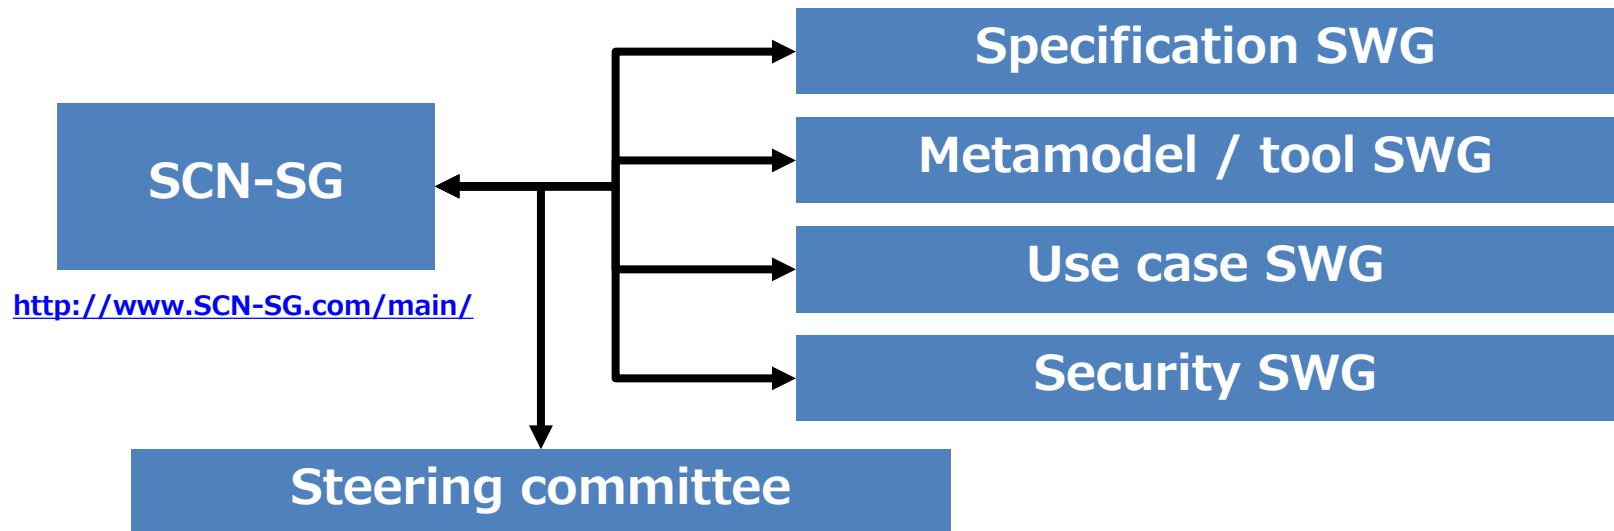 SCN-SG
http://www.SCN-SG.com/main/
Specification SWG
Metamodel / tool SWG
Use case SWG
Security SWG
Steering committee